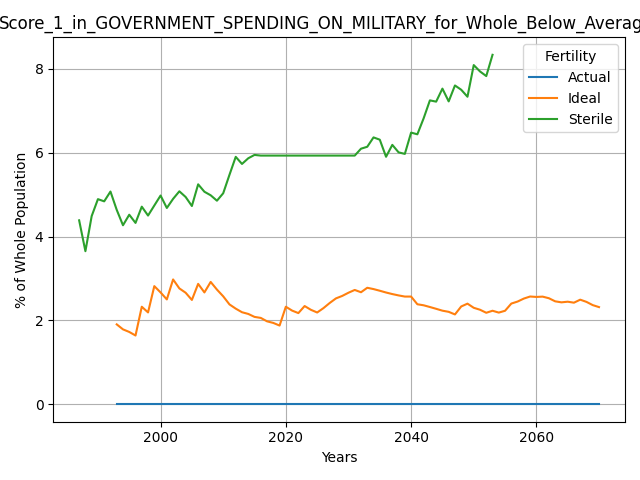 Score_1_in_GOVERNMENT_SPENDING_ON_MILITARY_for_Whole_Below_Averag
Fertility
Actual
Ideal
Sterile
% of Whole Population
8
6
4
2
0
2000 2020 2040 2060
Years